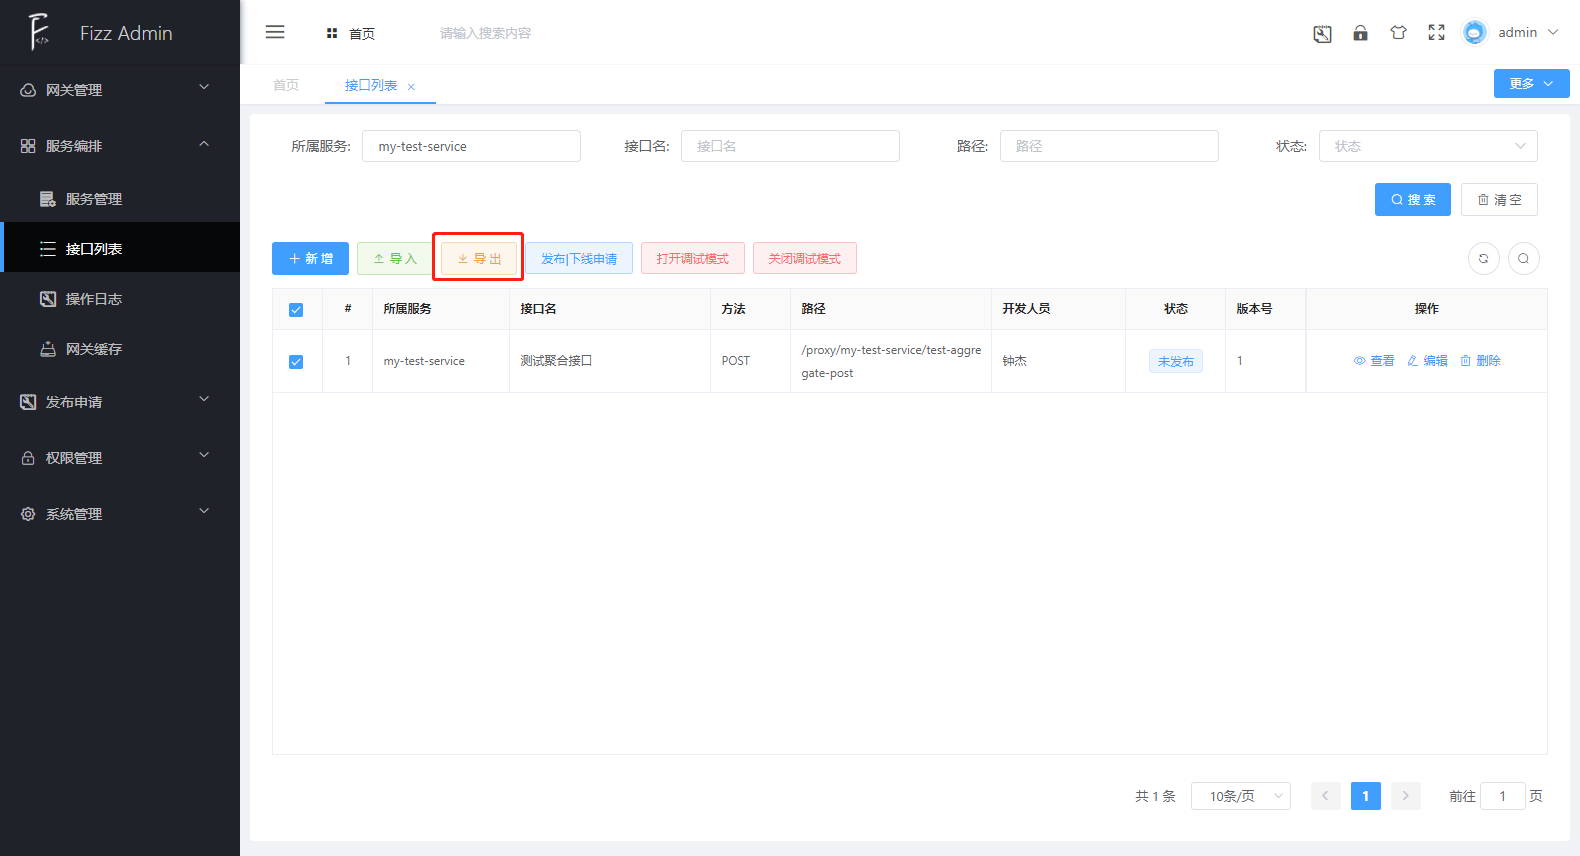 Fizz Admin
首页
请输入搜索内容
admin
首页
接口列表
更多
网关管理
服务编排
服务管理
接口列表
操作日志
网关缓存
发布申请
权限管理
系统管理
所属服务: my-test-service
接口名: 接口名
路径: 路径
状态: 状态
搜 索
清 空
新 增
导 入
导 出
发布|下线申请
打开调试模式
关闭调试模式
# 所属服务 接口名 方法 路径 开发人员 状态 版本号 操作
1 my-test-service 测试聚合接口 POST /proxy/my-test-service/test-aggre
gate-post 钟杰 未发布 1 查看 编辑 删除
共 1 条 10条/页 1 前往 1 页